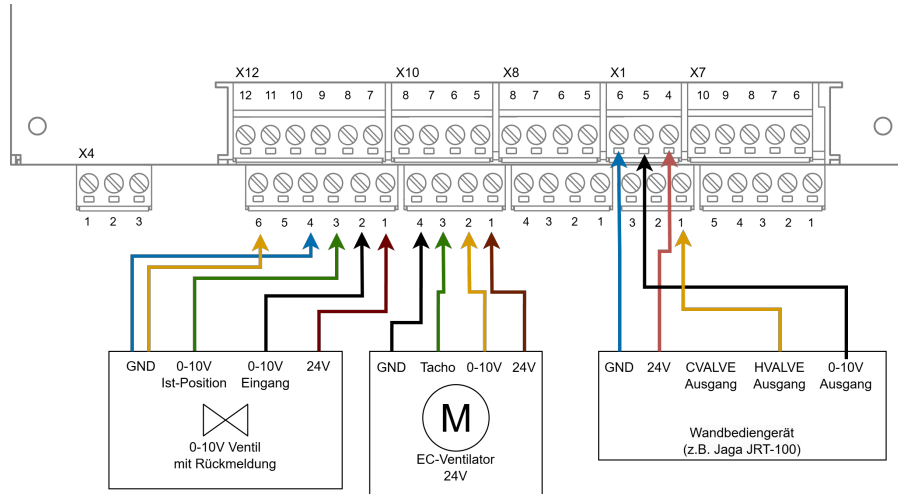 X12 X10 X8 X1 X7
12 11 10 9 8 7 8 7 6 5 8 7 6 5 6 5 4 10 9 8 7 6
X4
1 2 3 6 5 4 3 2 1 4 3 2 1 4 3 2 1 3 2 1 5 4 3 2 1
GND 0-10V 0-10V 24V
Ist-Position Eingang
0-10V Ventil
mit Rückmeldung
GND Tacho 0-10V 24V
M
EC-Ventilator
24V
GND 24V CVALVE HVALVE 0-10V
Ausgang Ausgang Ausgang
Wandbediengerät
(z.B. Jaga JRT-100)